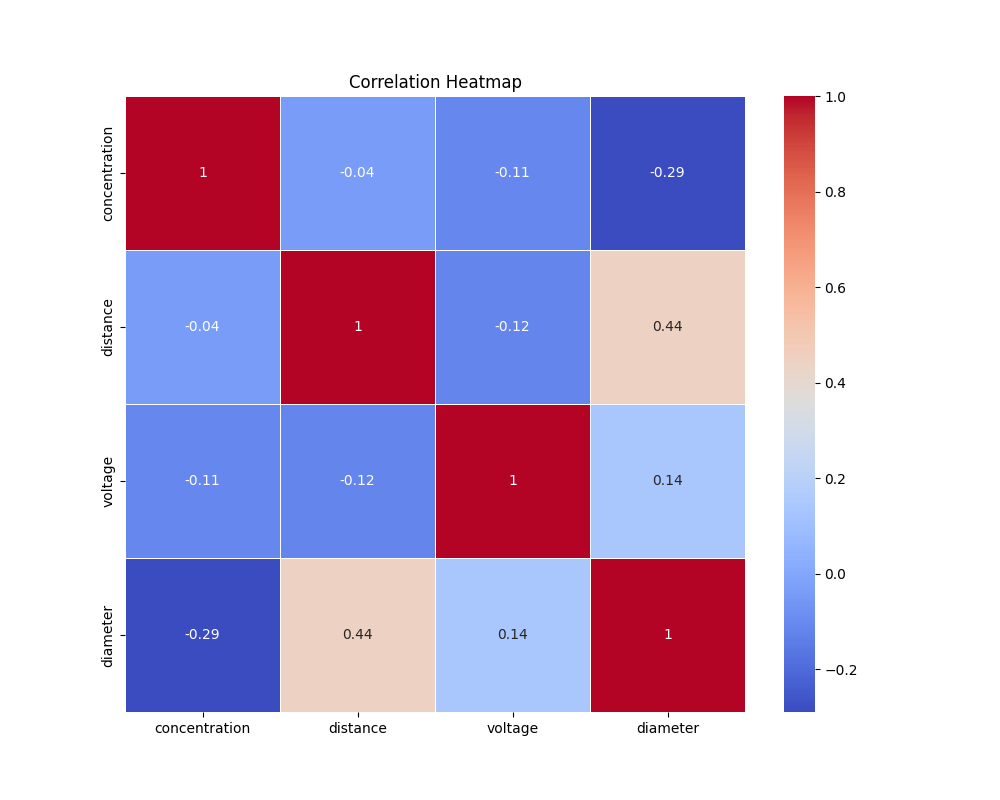 Correlation Heatmap
concentration
1
-0.04
-0.11
-0.29
distance
-0.04
1
-0.12
0.44
voltage
-0.11
-0.12
1
0.14
diameter
-0.29
0.44
0.14
1
concentration
distance
voltage
diameter
1.0
0.8
0.6
0.4
0.2
0.0
−0.2